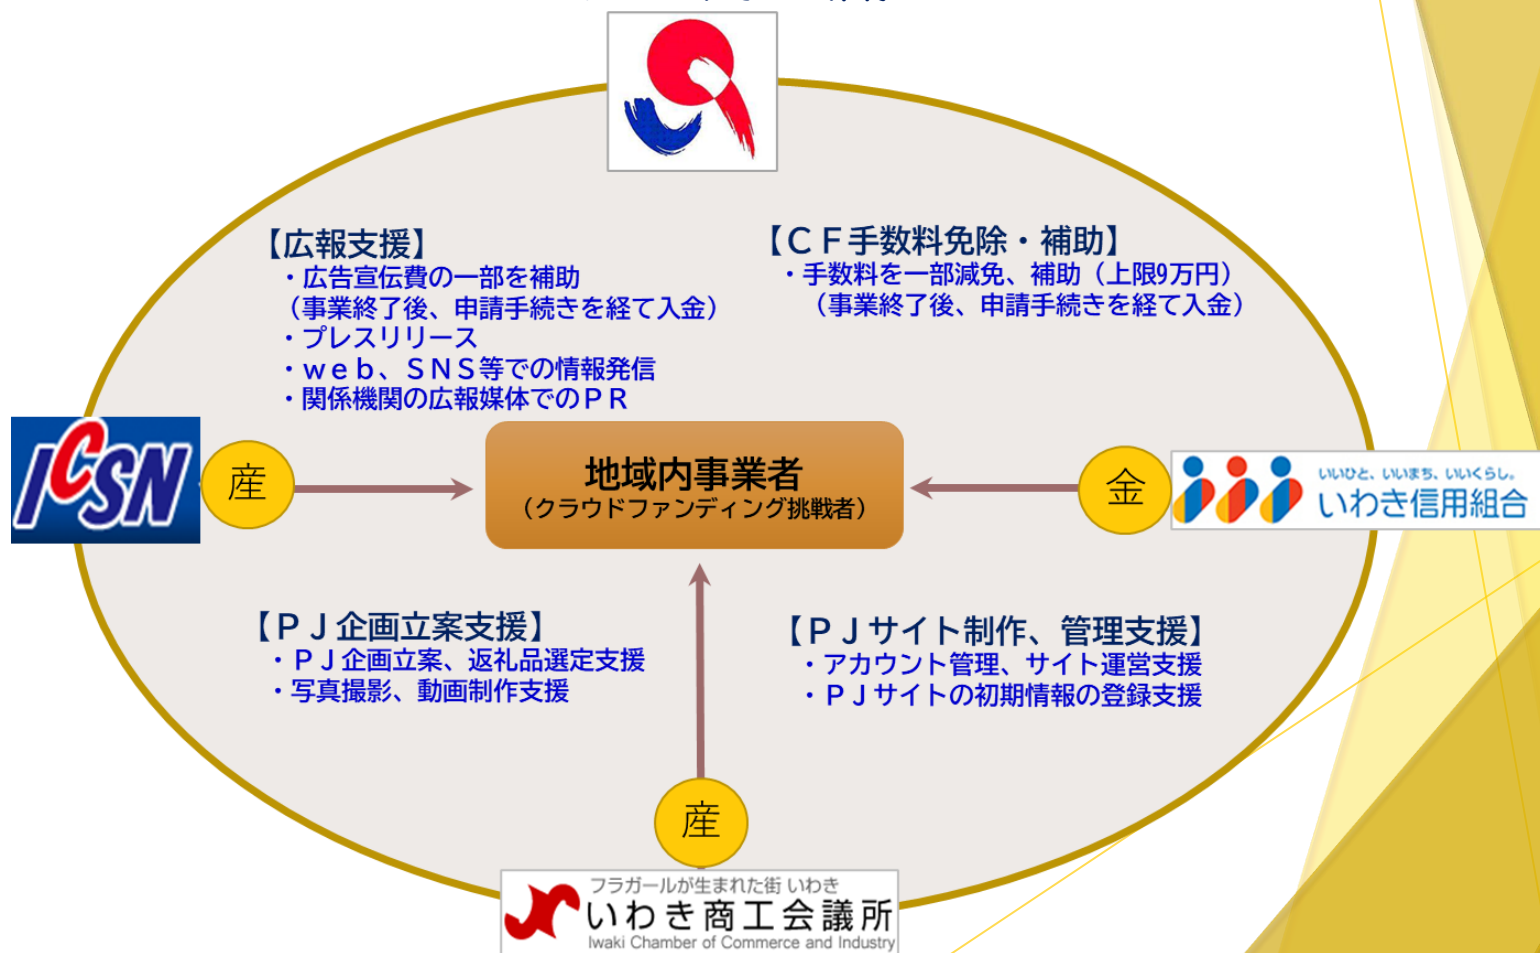 【広報支援】
・広告宣伝費の一部を補助
（事業終了後、申請手続きを経て入金）
・プレスリリース
・ｗｅｂ、ＳＮＳ等での情報発信
・関係機関の広報媒体でのＰＲ
【ＣＦ手数料免除・補助】
・手数料を一部減免、補助（上限9万円）
（事業終了後、申請手続きを経て入金）
ICSN
産
地域内事業者
（クラウドファンディング挑戦者）
金
いいひと、いいまち、いいくらし。
いわき信用組合
【ＰＪ企画立案支援】
・ＰＪ企画立案、返礼品選定支援
・写真撮影、動画制作支援
【ＰＪサイト制作、管理支援】
・アカウント管理、サイト運営支援
・ＰＪサイトの初期情報の登録支援
産
フラガールが生まれた街 いわき
いわき商工会議所
Iwaki Chamber of Commerce and Industry